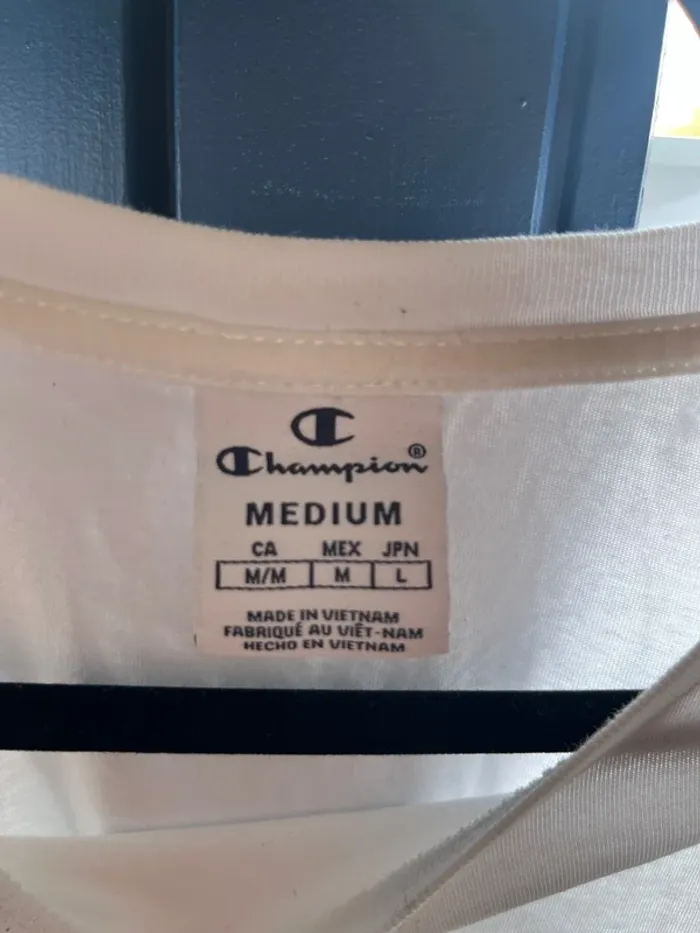 Champion®
MEDIUM
CA MEX JPN
M/M M L
MADE IN VIETNAM
FABRIQUÉ AU VIÊT-NAM
HECHO EN VIETNAM